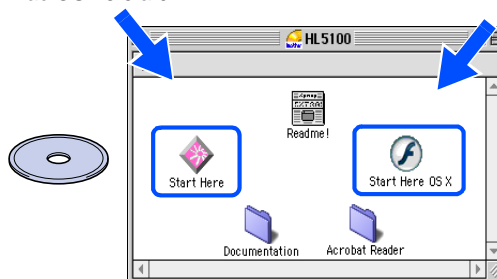 HL5100
Readme!
Start Here
Start Here OS X
Documentation
Acrobat Reader